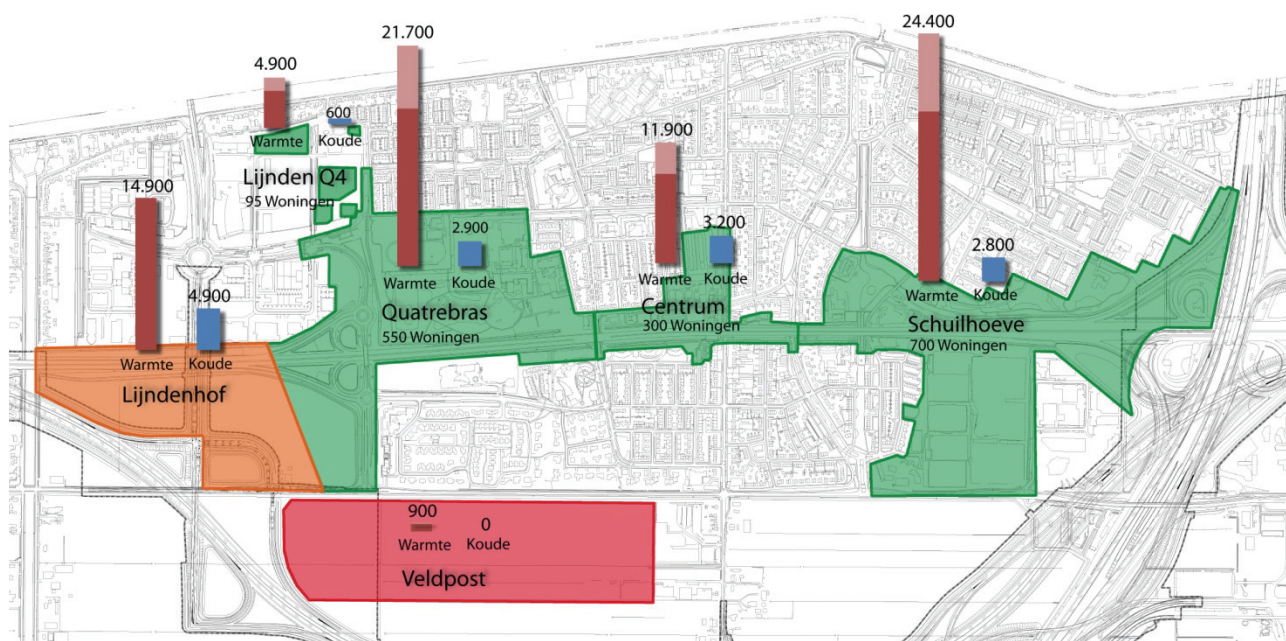 24.400
21.700
4.900
600
Warmte
Koude
11.900
Lijnden Q4
95 Woningen
14.900
3.200
2.900
2.800
Warmte
Koude
Warmte
Koude
Warmte
Koude
Quatrebras
550 Woningen
Centrum
300 Woningen
Schuilhoeve
700 Woningen
4.900
Warmte
Koude
Lijndenhof
900
0
Warmte
Koude
Veldpost